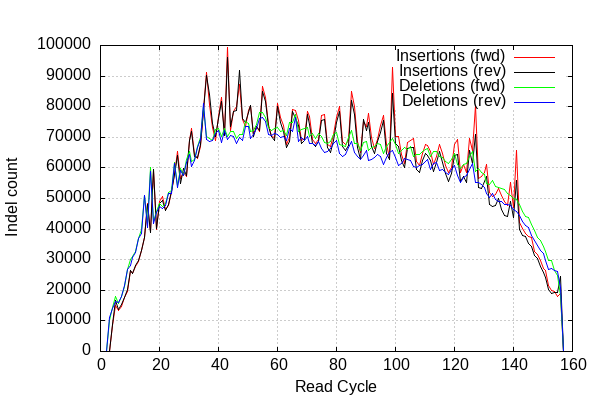 100000
90000
80000
70000
60000
50000
40000
30000
20000
10000
0
Indel count
Insertions (fwd)
Insertions (rev)
Deletions (fwd)
Deletions (rev)
0 20 40 60 80 100 120 140 160
Read Cycle